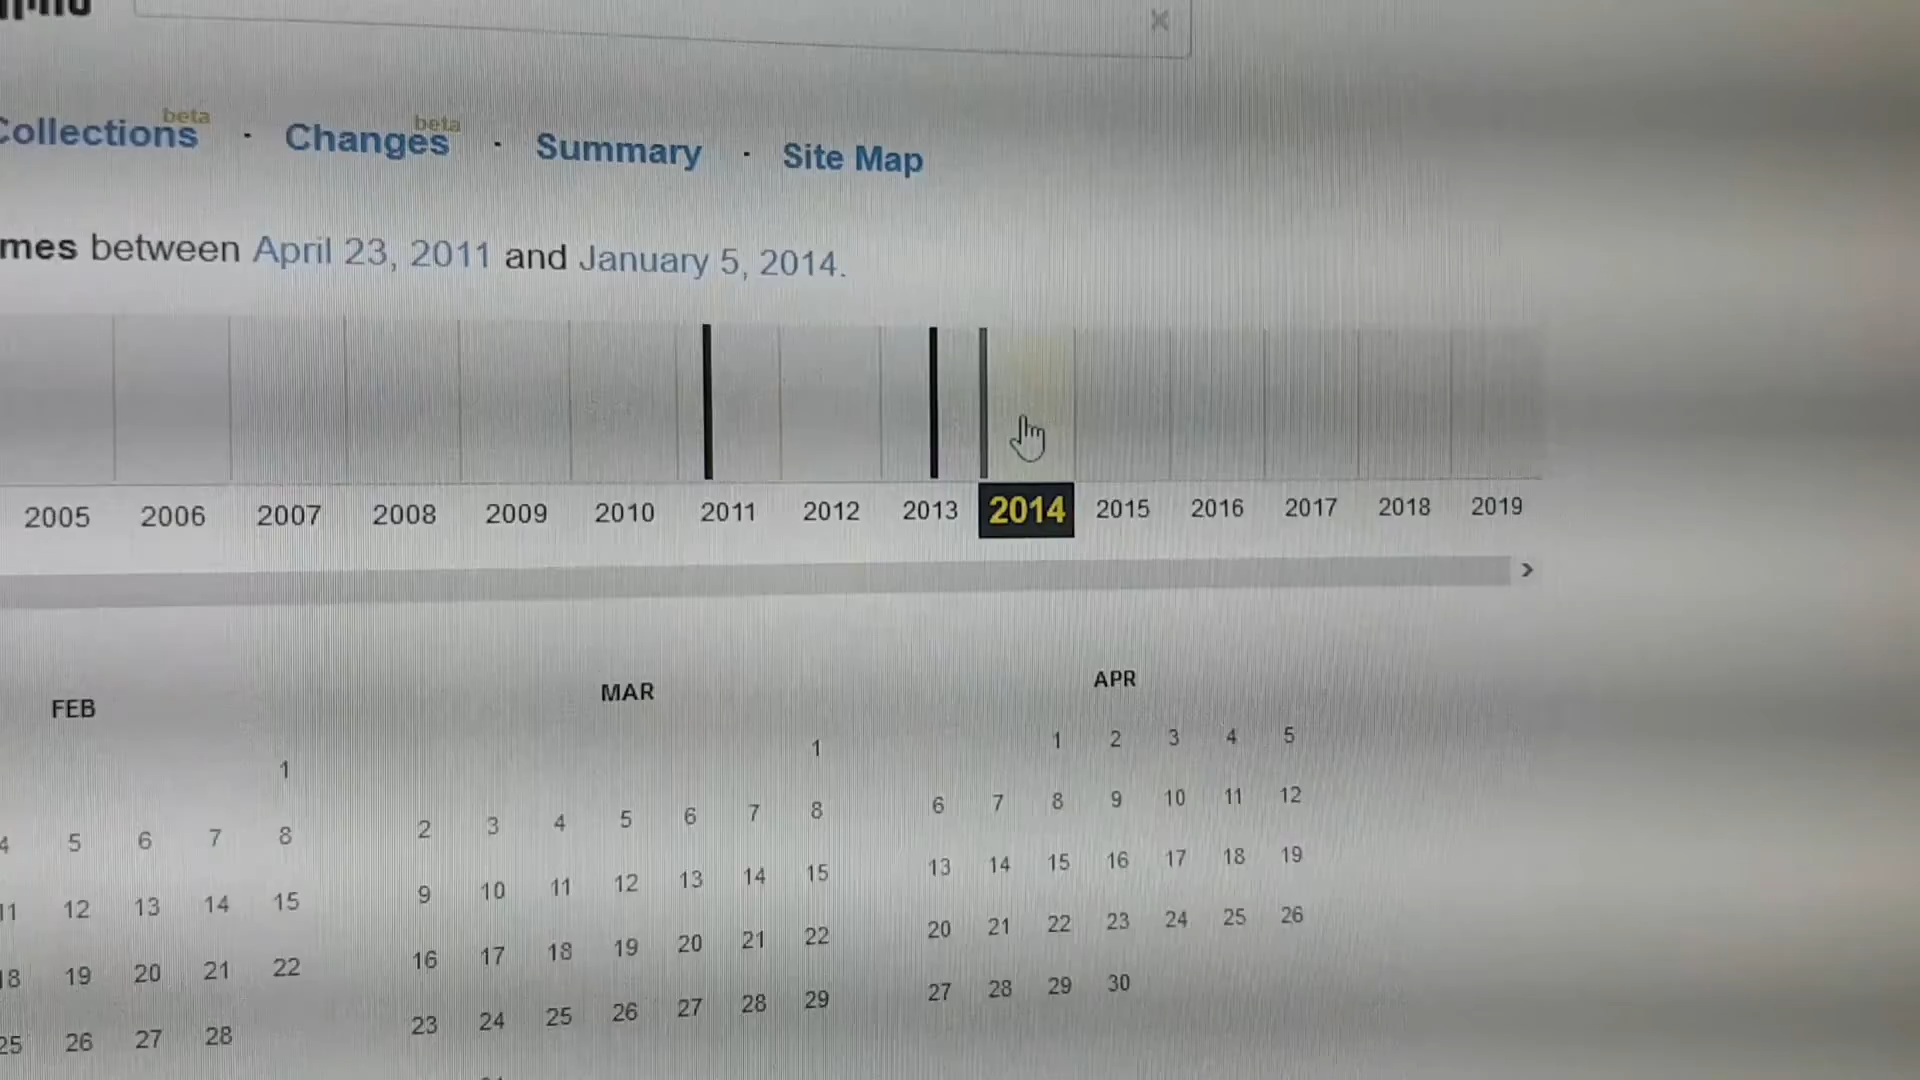 Collections beta · Changes beta · Summary · Site Map
mes between April 23, 2011 and January 5, 2014.
2005 2006 2007 2008 2009 2010 2011 2012 2013 2014 2015 2016 2017 2018 2019
FEB MAR APR
1 1 1 2 3 4 5
4 5 6 7 8 2 3 4 5 6 7 8 6 7 8 9 10 11 12
11 12 13 14 15 9 10 11 12 13 14 15 13 14 15 16 17 18 19
18 19 20 21 22 16 17 18 19 20 21 22 20 21 22 23 24 25 26
25 26 27 28 23 24 25 26 27 28 29 27 28 29 30